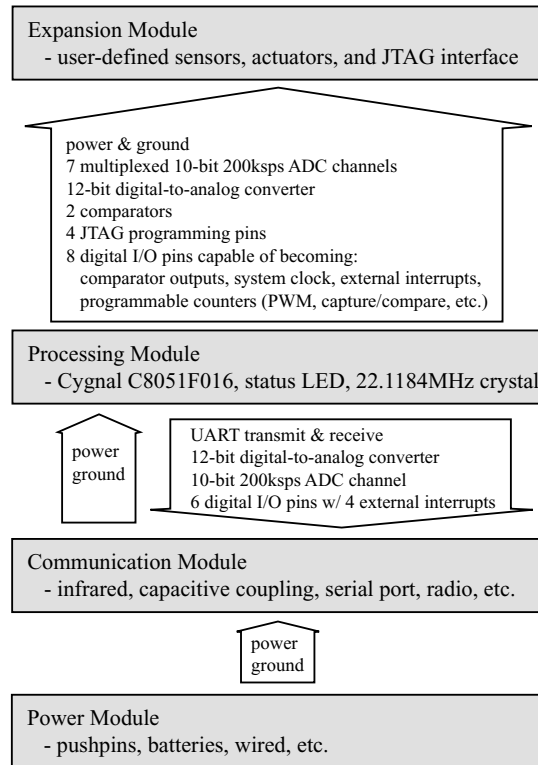 Expansion Module
- user-defined sensors, actuators, and JTAG interface
power & ground
7 multiplexed 10-bit 200ksps ADC channels
12-bit digital-to-analog converter
2 comparators
4 JTAG programming pins
8 digital I/O pins capable of becoming:
comparator outputs, system clock, external interrupts,
programmable counters (PWM, capture/compare, etc.)
Processing Module
- Cygnal C8051F016, status LED, 22.1184MHz crystal
power
ground
UART transmit & receive
12-bit digital-to-analog converter
10-bit 200ksps ADC channel
6 digital I/O pins w/ 4 external interrupts
Communication Module
- infrared, capacitive coupling, serial port, radio, etc.
power
ground
Power Module
- pushpins, batteries, wired, etc.